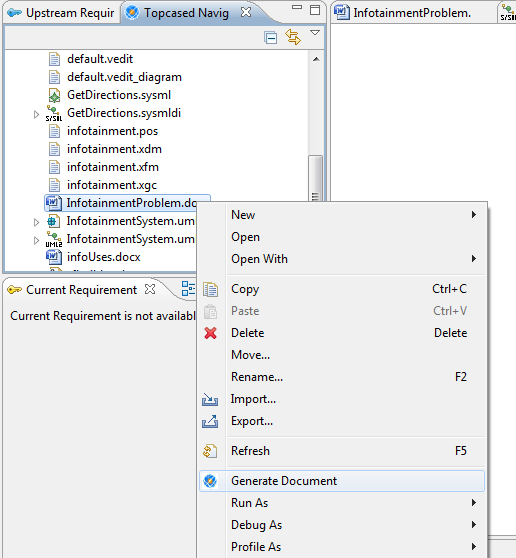 Upstream Requir
Topcased Navig
InfotainmentProblem.
default.vedit
default.vedit_diagram
GetDirections.sysml
GetDirections.sysmldi
infotainment.pos
infotainment.xdm
infotainment.xfm
infotainment.xgc
InfotainmentProblem.do
InfotainmentSystem.um
InfotainmentSystem.um
UML2
infoUses.docx
Current Requirement
Current Requirement is not availab
New
Open
Open With
Copy Ctrl+C
Paste Ctrl+V
Delete Delete
Move...
Rename... F2
Import...
Export...
Refresh F5
Generate Document
Run As
Debug As
Profile As